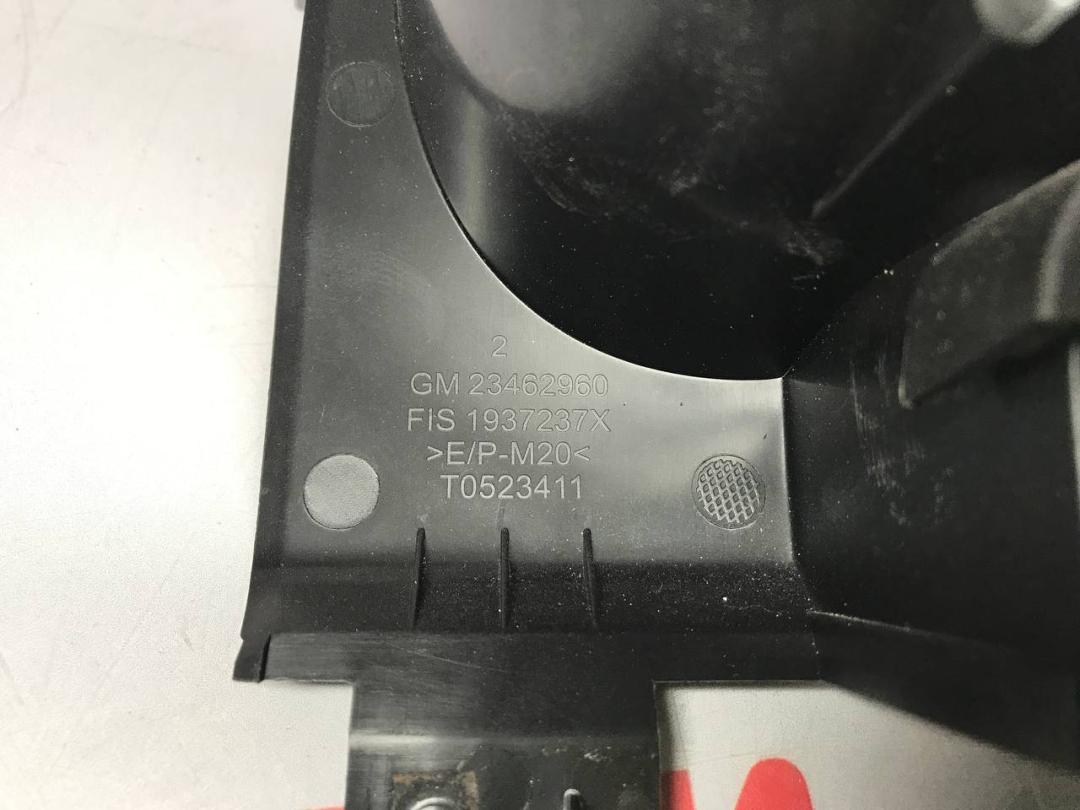 2
GM 23462960
FIS 1937237X
>E/P-M20<
T0523411